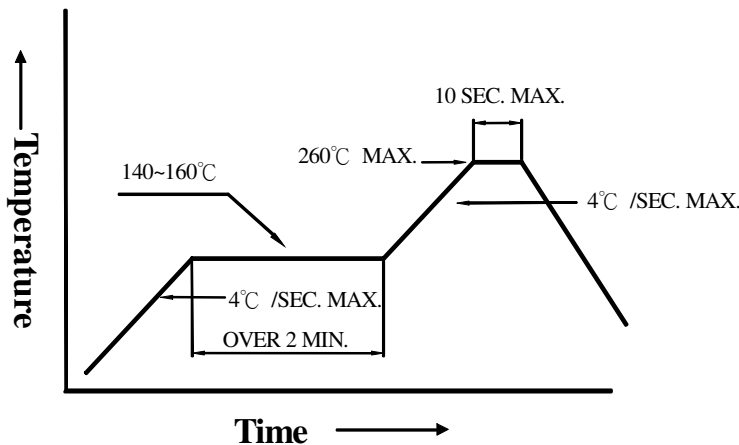 10 SEC. MAX.
260℃ MAX.
140~160℃
4℃ /SEC. MAX.
4℃ /SEC. MAX.
OVER 2 MIN.
Temperature
Time